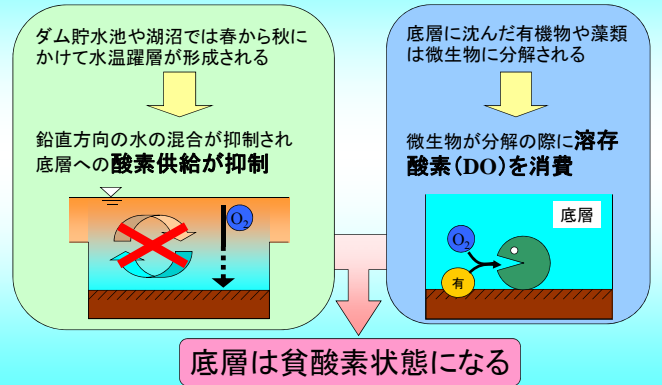 ダム貯水池や湖沼では春から秋に
かけて水温躍層が形成される
鉛直方向の水の混合が抑制され
底層への酸素供給が抑制
O₂
底層に沈んだ有機物や藻類
は微生物に分解される
微生物が分解の際に溶存
酸素(DO)を消費
底層
O₂
有
底層は貧酸素状態になる